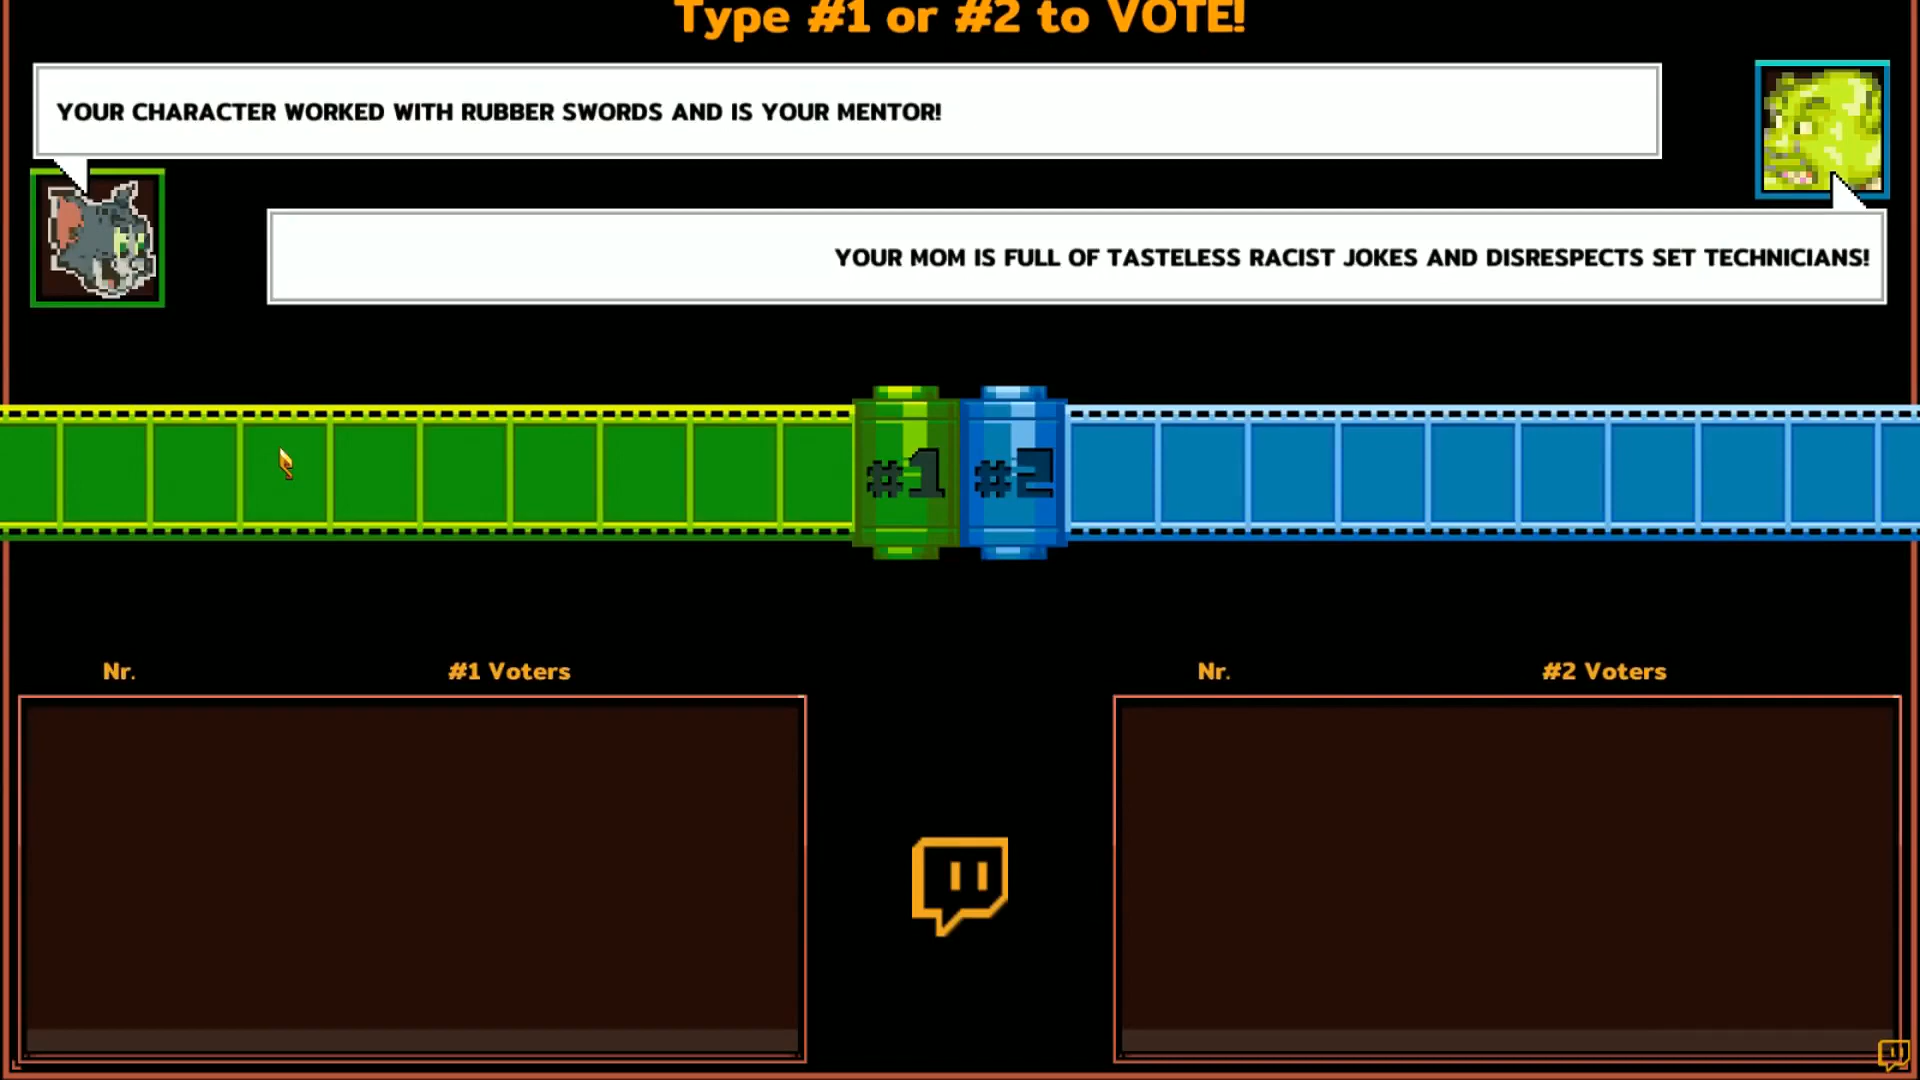 Type #1 or #2 to VOTE!
YOUR CHARACTER WORKED WITH RUBBER SWORDS AND IS YOUR MENTOR!
YOUR MOM IS FULL OF TASTELESS RACIST JOKES AND DISRESPECTS SET TECHNICIANS!
#1 #2
Nr. #1 Voters Nr. #2 Voters